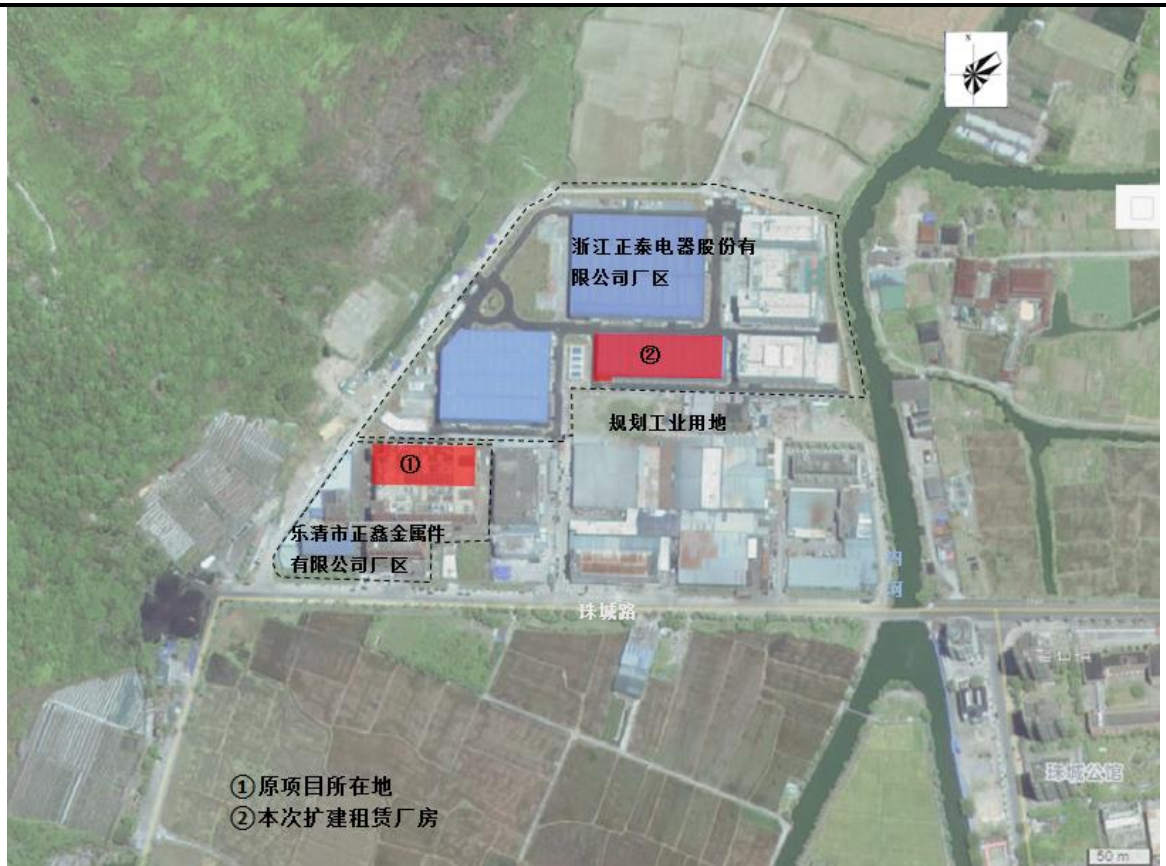 N
浙江正泰电器股份有
限公司厂区
②
规划工业用地
①
乐清市正鑫金属件
有限公司厂区
内河
珠城路
珠城公馆
①原项目所在地
②本次扩建租赁厂房
50 m